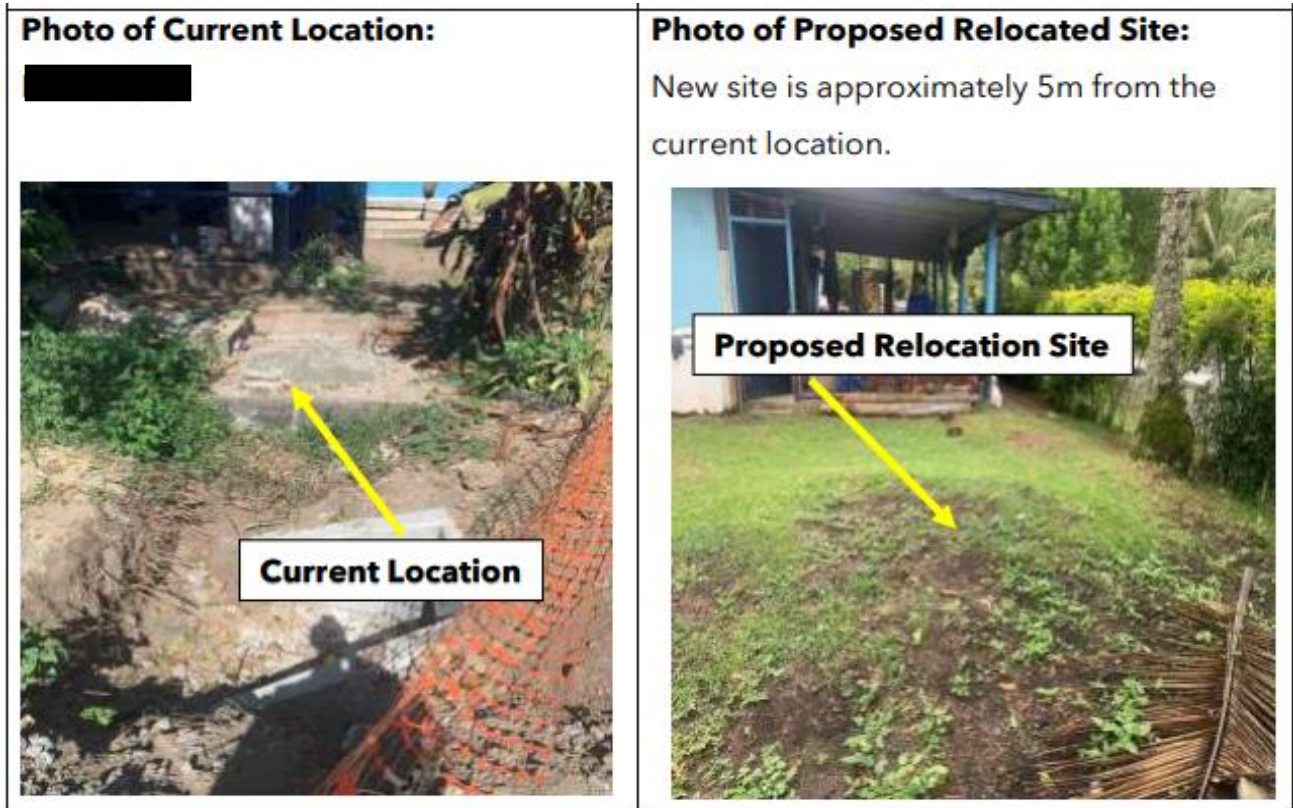 Photo of Current Location:
Photo of Proposed Relocated Site:
New site is approximately 5m from the
current location.
Current Location
Proposed Relocation Site